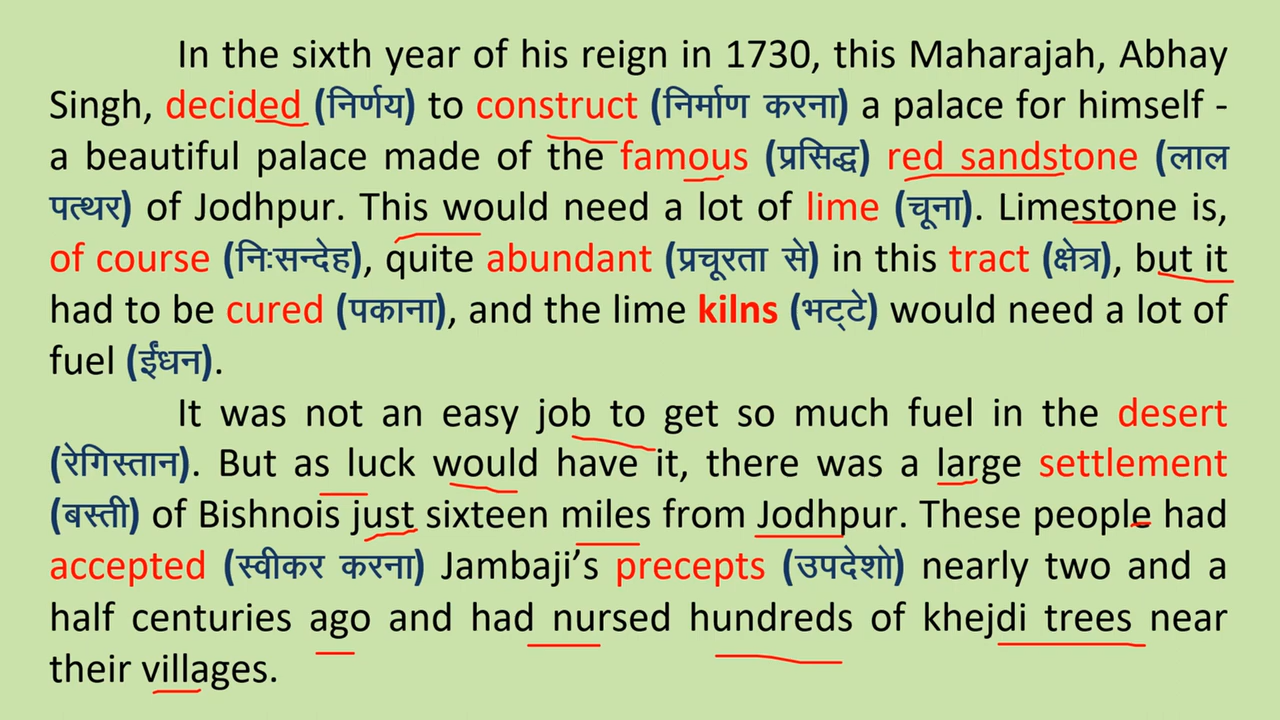 In the sixth year of his reign in 1730, this Maharajah, Abhay
Singh, decided (निर्णय) to construct (निर्माण करना) a palace for himself -
a beautiful palace made of the famous (प्रसिद्ध) red sandstone (लाल
पत्थर) of Jodhpur. This would need a lot of lime (चूना). Limestone is,
of course (निःसन्देह), quite abundant (प्रचूरता से) in this tract (क्षेत्र), but it
had to be cured (पकाना), and the lime kilns (भट्टे) would need a lot of
fuel (ईंधन).
It was not an easy job to get so much fuel in the desert
(रेगिस्तान). But as luck would have it, there was a large settlement
(बस्ती) of Bishnois just sixteen miles from Jodhpur. These people had
accepted (स्वीकर करना) Jambaji’s precepts (उपदेशो) nearly two and a
half centuries ago and had nursed hundreds of khejdi trees near
their villages.